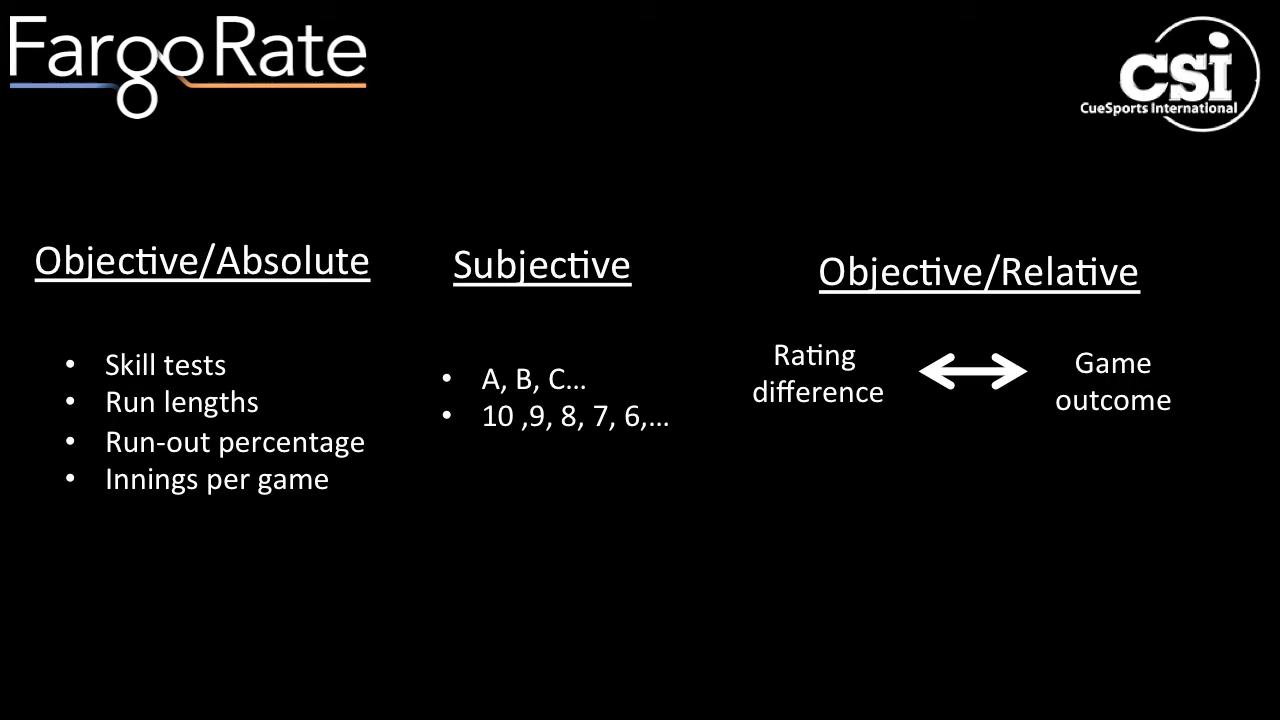 FargoRate
CSI
CueSports International
Objective/Absolute
• Skill tests
• Run lengths
• Run-out percentage
• Innings per game
Subjective
• A, B, C...
• 10 ,9, 8, 7, 6,...
Objective/Relative
Rating
difference
Game
outcome